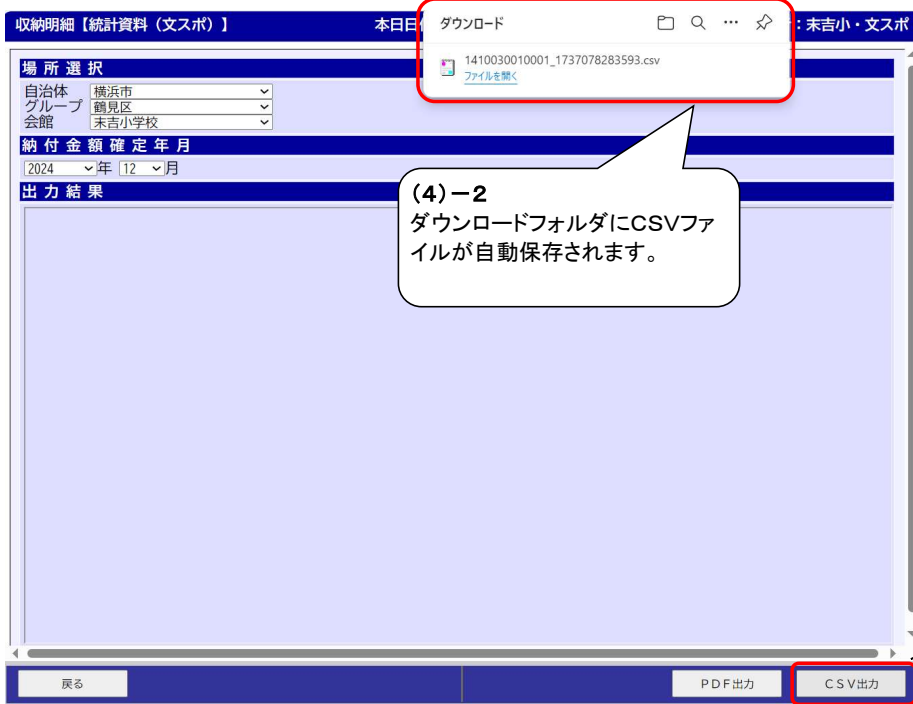 収納明細【統計資料（文スポ）】 本日日 : 末吉小・文スポ
ダウンロード
1410030010001_1737078283593.csv
ファイルを開く
場所選択
自治体 横浜市
グループ 鶴見区
会館 末吉小学校
納付金額確定年月
2024 年 12 月
出力結果
(4)－2
ダウンロードフォルダにCSVファ
イルが自動保存されます。
戻る PDF出力 CSV出力